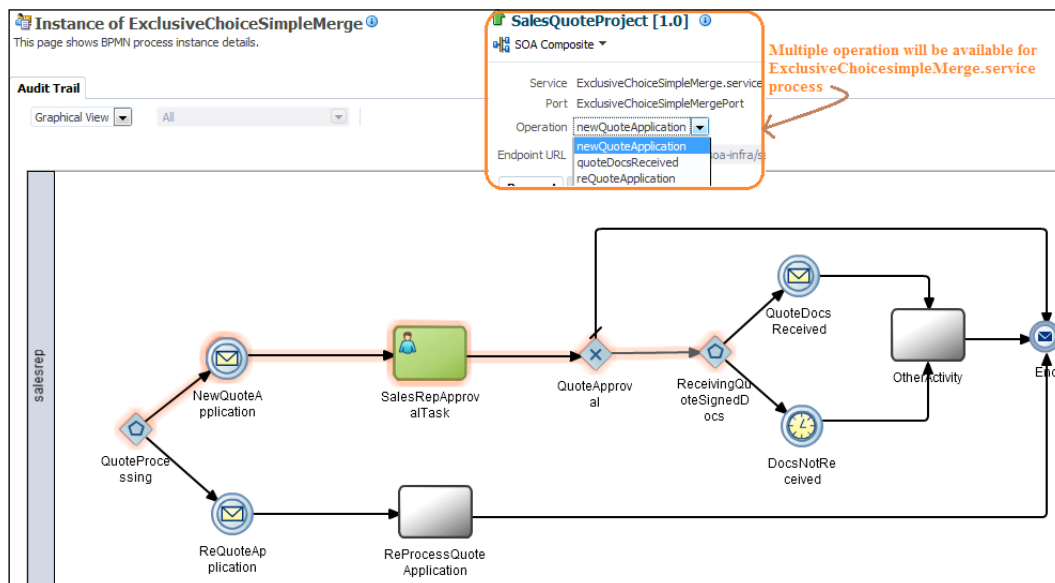 Instance of ExclusiveChoiceSimpleMerge
This page shows BPMN process instance details.
Audit Trail
Graphical View
All
SalesQuoteProject [1.0]
SOA Composite
Service ExclusiveChoiceSimpleMerge.service
Port ExclusiveChoiceSimpleMergePort
Operation newQuoteApplication
newQuoteApplication
quoteDocsReceived
reQuoteApplication
Endpoint URL
soa-infra/s
Multiple operation will be available for
ExclusiveChoicesimpleMerge.service
process
salesrep
QuoteProce
ssing
NewQuoteA
pplication
SalesRepApprov
alTask
QuoteApprov
al
ReceivingQu
oteSignedD
ocs
QuoteDocs
Received
DocsNotRe
ceived
OtherActivity
End
ReQuoteAp
plication
ReProcessQuote
Application